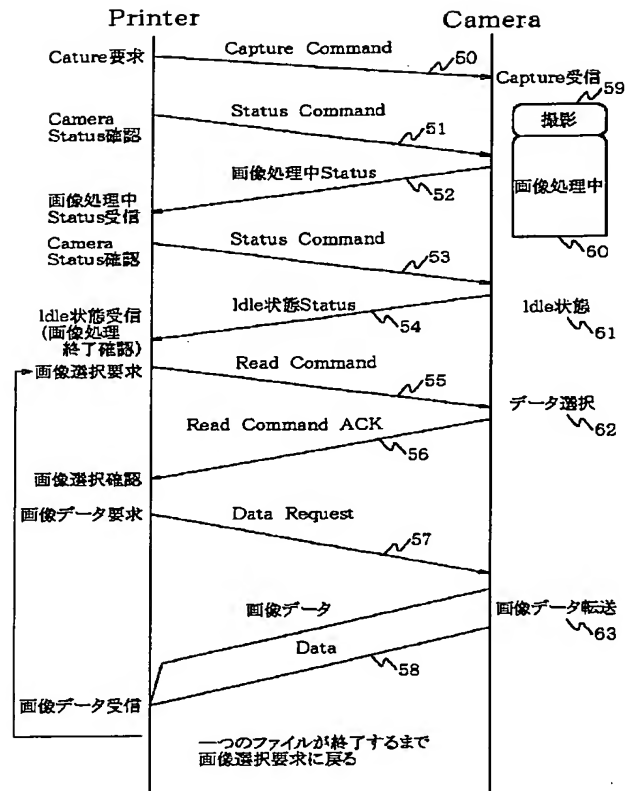 Printer
Camera
Cature要求
Capture Command
50
Capture受信
59
撮影
Camera
Status確認
Status Command
51
画像処理中Status
52
画像処理中
60
画像処理中
Status受信
Camera
Status確認
Status Command
53
Idle状態Status
54
Idle状態
61
Idle状態受信
(画像処理
終了確認)
画像選択要求
Read Command
55
データ選択
62
Read Command ACK
56
画像選択確認
画像データ要求
Data Request
57
画像データ
画像データ転送
63
Data
58
画像データ受信
一つのファイルが終了するまで
画像選択要求に戻る